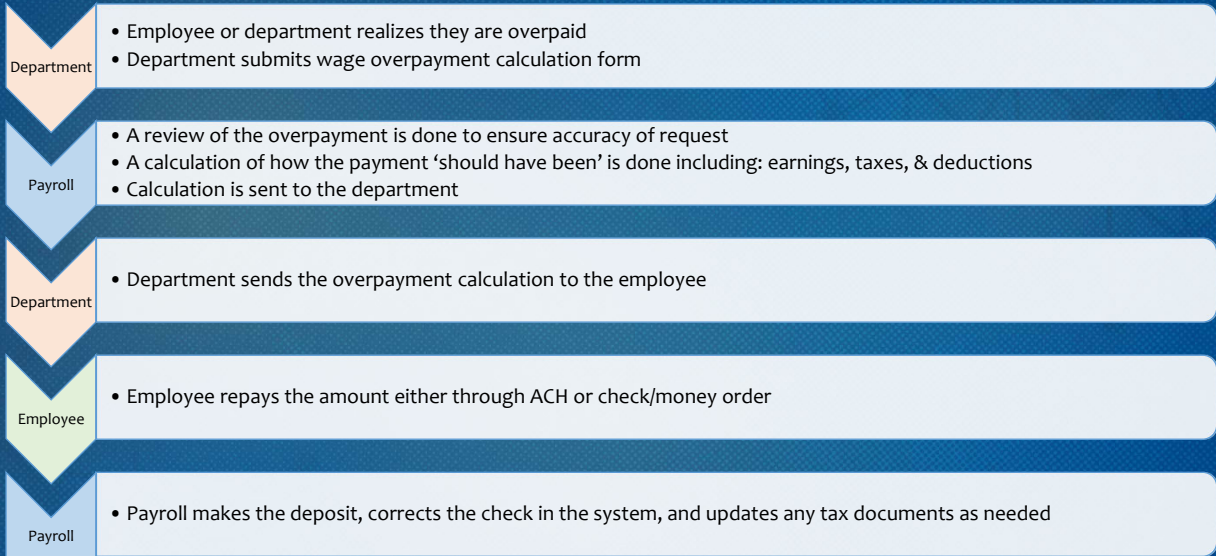 Department
• Employee or department realizes they are overpaid
• Department submits wage overpayment calculation form
Payroll
• A review of the overpayment is done to ensure accuracy of request
• A calculation of how the payment ‘should have been’ is done including: earnings, taxes, & deductions
• Calculation is sent to the department
Department
• Department sends the overpayment calculation to the employee
Employee
• Employee repays the amount either through ACH or check/money order
Payroll
• Payroll makes the deposit, corrects the check in the system, and updates any tax documents as needed